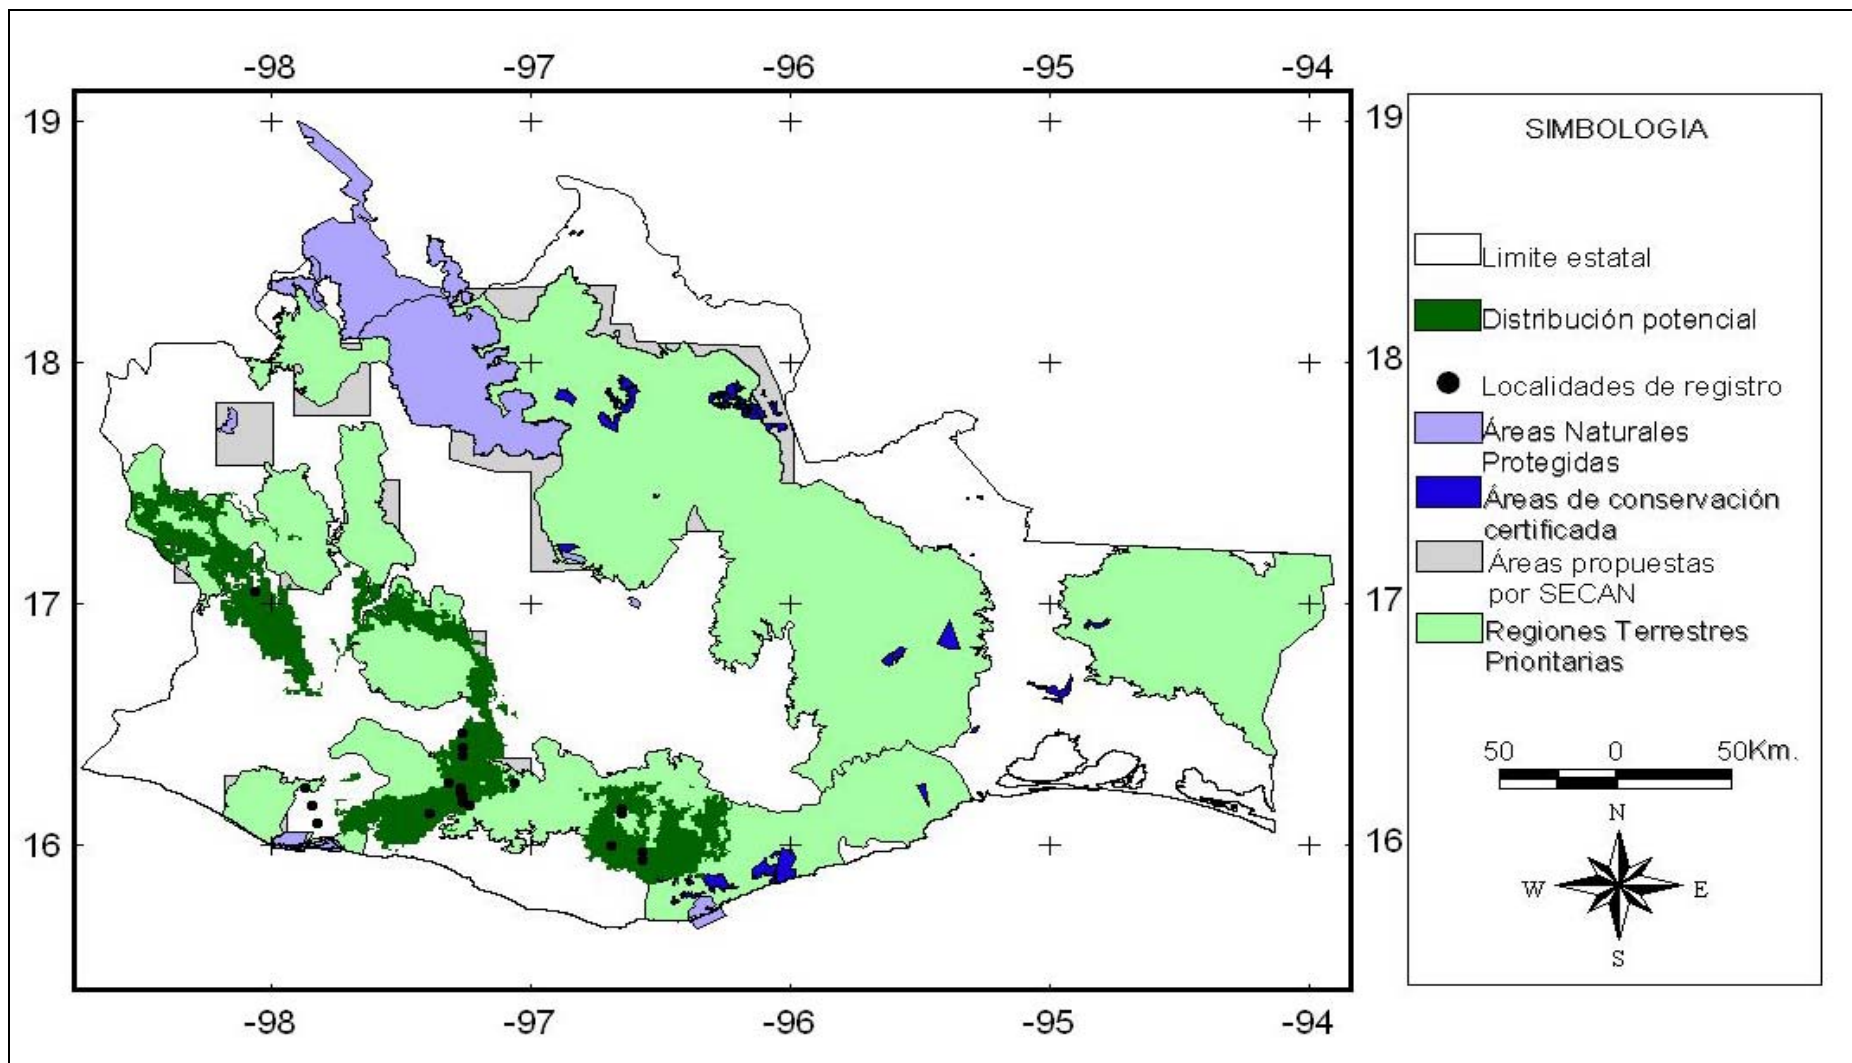 -98 -97 -96 -95 -94
19 19
18 18
17 17
16 16
-98 -97 -96 -95 -94
SIMBOLOGIA
Limite estatal
Distribución potencial
Localidades de registro
Áreas Naturales
Protegidas
Áreas de conservación
certificada
Áreas propuestas
por SECAN
Regiones Terrestres
Prioritarias
50 0 50Km.
N
W E
S